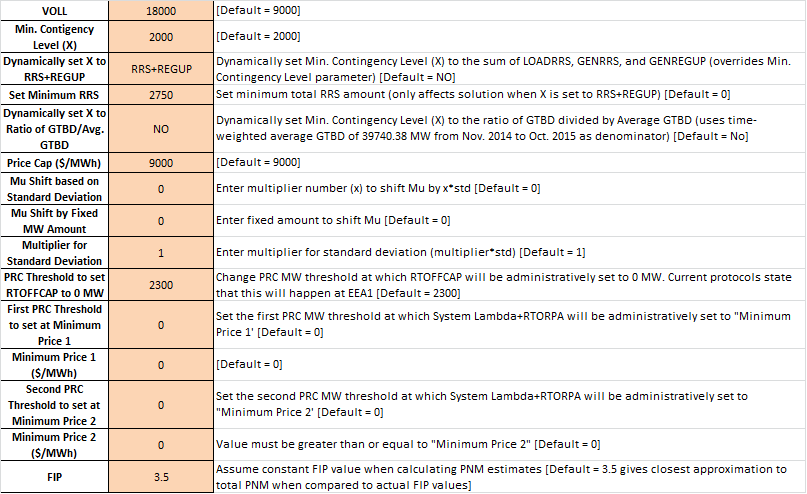 VOLL
18000
[Default = 9000]
Min. Contigency
Level (X)
2000
[Default = 2000]
Dynamically set X to
RRS+REGUP
RRS+REGUP
Dynamically set Min. Contingency Level (X) to the sum of LOADRRS, GENRRS, and GENREGUP (overrides Min.
Contingency Level parameter) [Default = NO]
Set Minimum RRS
2750
Set minimum total RRS amount (only affects solution when X is set to RRS+REGUP) [Default = 0]
Dynamically set X to
Ratio of GTBD/Avg.
GTBD
NO
Dynamically set Min. Contingency Level (X) to the ratio of GTBD divided by Average GTBD (uses time-
weighted average GTBD of 39740.38 MW from Nov. 2014 to Oct. 2015 as denominator) [Default = No]
Price Cap ($/MWh)
9000
[Default = 9000]
Mu Shift based on
Standard Deviation
0
Enter multiplier number (x) to shift Mu by x*std [Default = 0]
Mu Shift by Fixed
MW Amount
0
Enter fixed amount to shift Mu [Default = 0]
Multiplier for
Standard Deviation
1
Enter multiplier for standard deviation (multiplier*std) [Default = 1]
PRC Threshold to set
RTOFFCAP to 0 MW
2300
Change PRC MW threshold at which RTOFFCAP will be administratively set to 0 MW. Current protocols state
that this will happen at EEA1 [Default = 2300]
First PRC Threshold
to set at Minimum
Price 1
0
Set the first PRC MW threshold at which System Lambda+RTORPA will be administratively set to "Minimum
Price 1' [Default = 0]
Minimum Price 1
($/MWh)
0
[Default = 0]
Second PRC
Threshold to set at
Minimum Price 2
0
Set the second PRC MW threshold at which System Lambda+RTORPA will be administratively set to
"Minimum Price 2' [Default = 0]
Minimum Price 2
($/MWh)
0
Value must be greater than or equal to "Minimum Price 2" [Default = 0]
FIP
3.5
Assume constant FIP value when calculating PNM estimates [Default = 3.5 gives closest approximation to
total PNM when compared to actual FIP values]